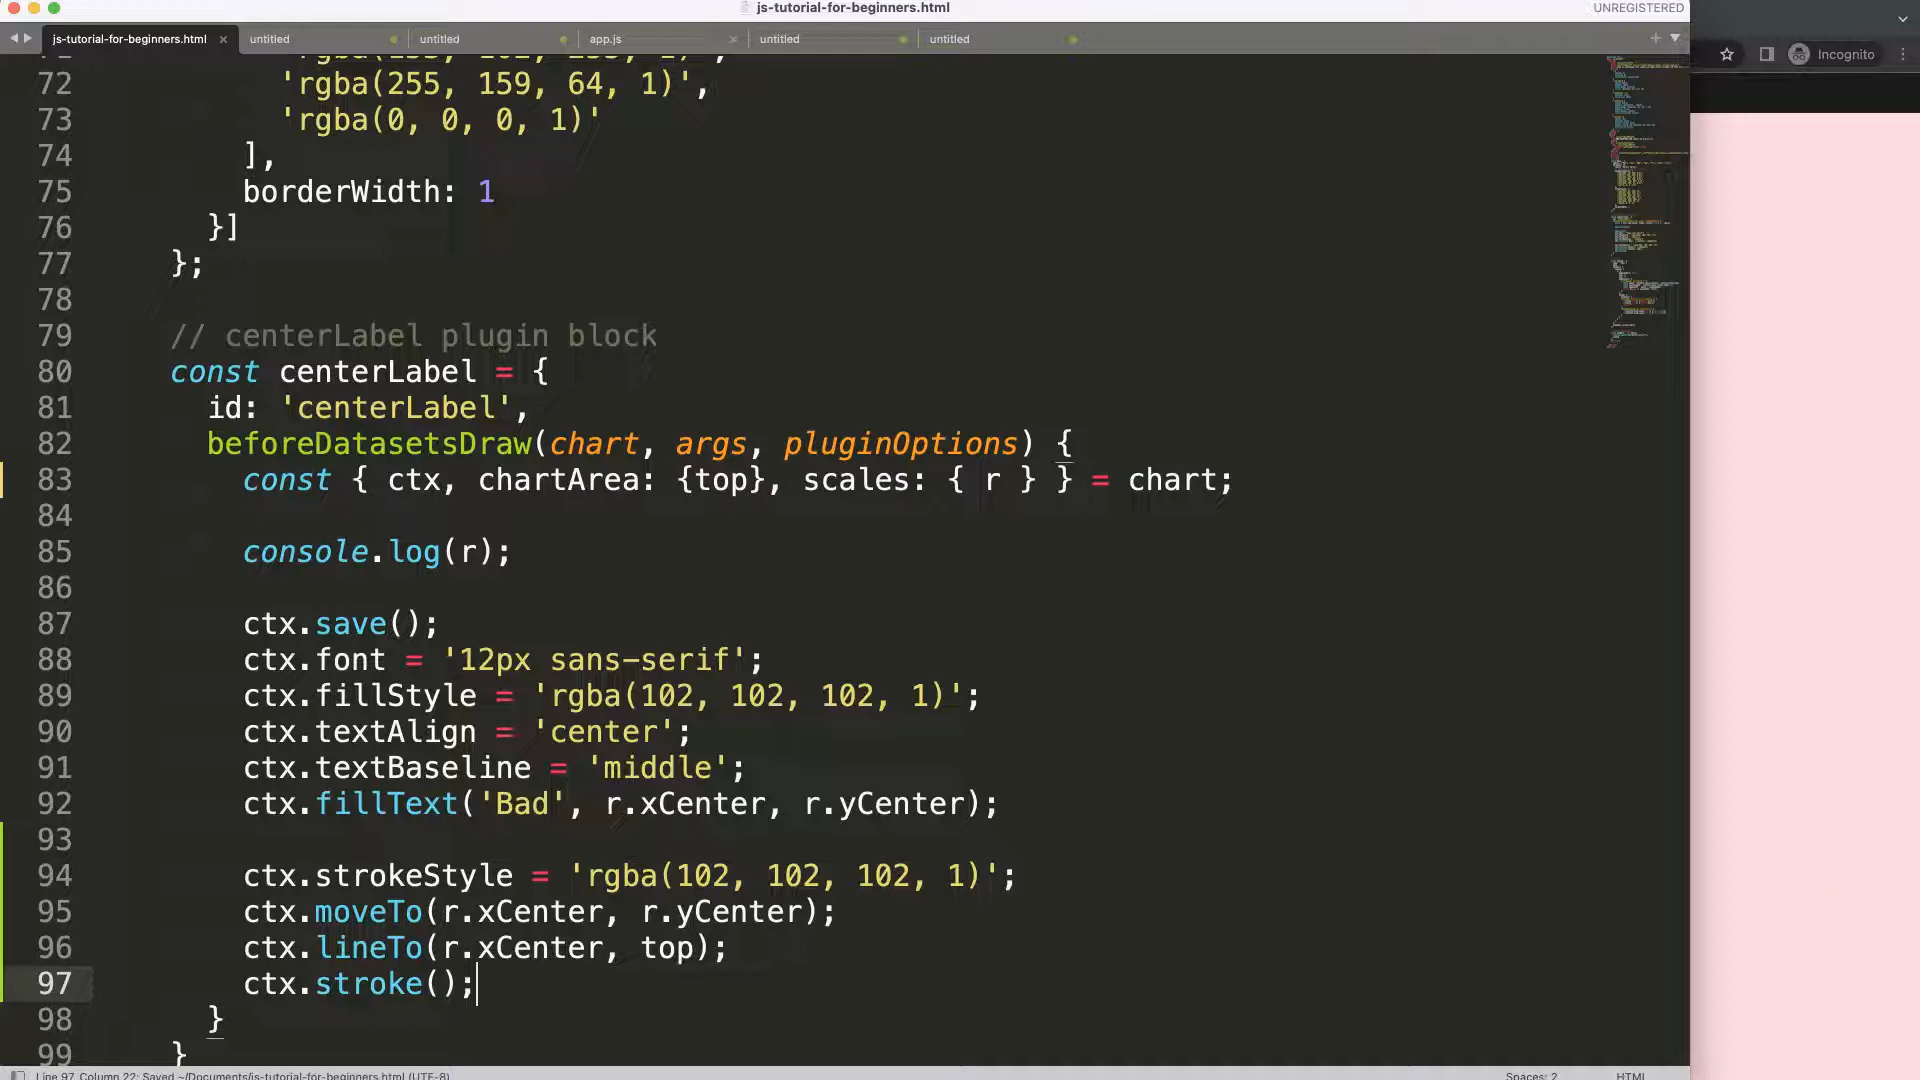 js-tutorial-for-beginners.html
UNREGISTERED
js-tutorial-for-beginners.html
untitled
untitled
app.js
untitled
untitled
Incognito
72 'rgba(255, 159, 64, 1)',
73 'rgba(0, 0, 0, 1)'
74 ],
75 borderWidth: 1
76 }]
77 };
78
79 // centerLabel plugin block
80 const centerLabel = {
81 id: 'centerLabel',
82 beforeDatasetsDraw(chart, args, pluginOptions) {
83 const { ctx, chartArea: {top}, scales: { r } } = chart;
84
85 console.log(r);
86
87 ctx.save();
88 ctx.font = '12px sans-serif';
89 ctx.fillStyle = 'rgba(102, 102, 102, 1)';
90 ctx.textAlign = 'center';
91 ctx.textBaseline = 'middle';
92 ctx.fillText('Bad', r.xCenter, r.yCenter);
93
94 ctx.strokeStyle = 'rgba(102, 102, 102, 1)';
95 ctx.moveTo(r.xCenter, r.yCenter);
96 ctx.lineTo(r.xCenter, top);
97 ctx.stroke();
98 }
99 }
Line 97, Column 22; Saved ~/Documents/js-tutorial-for-beginners.html (UTF-8)
Spaces: 2
HTML